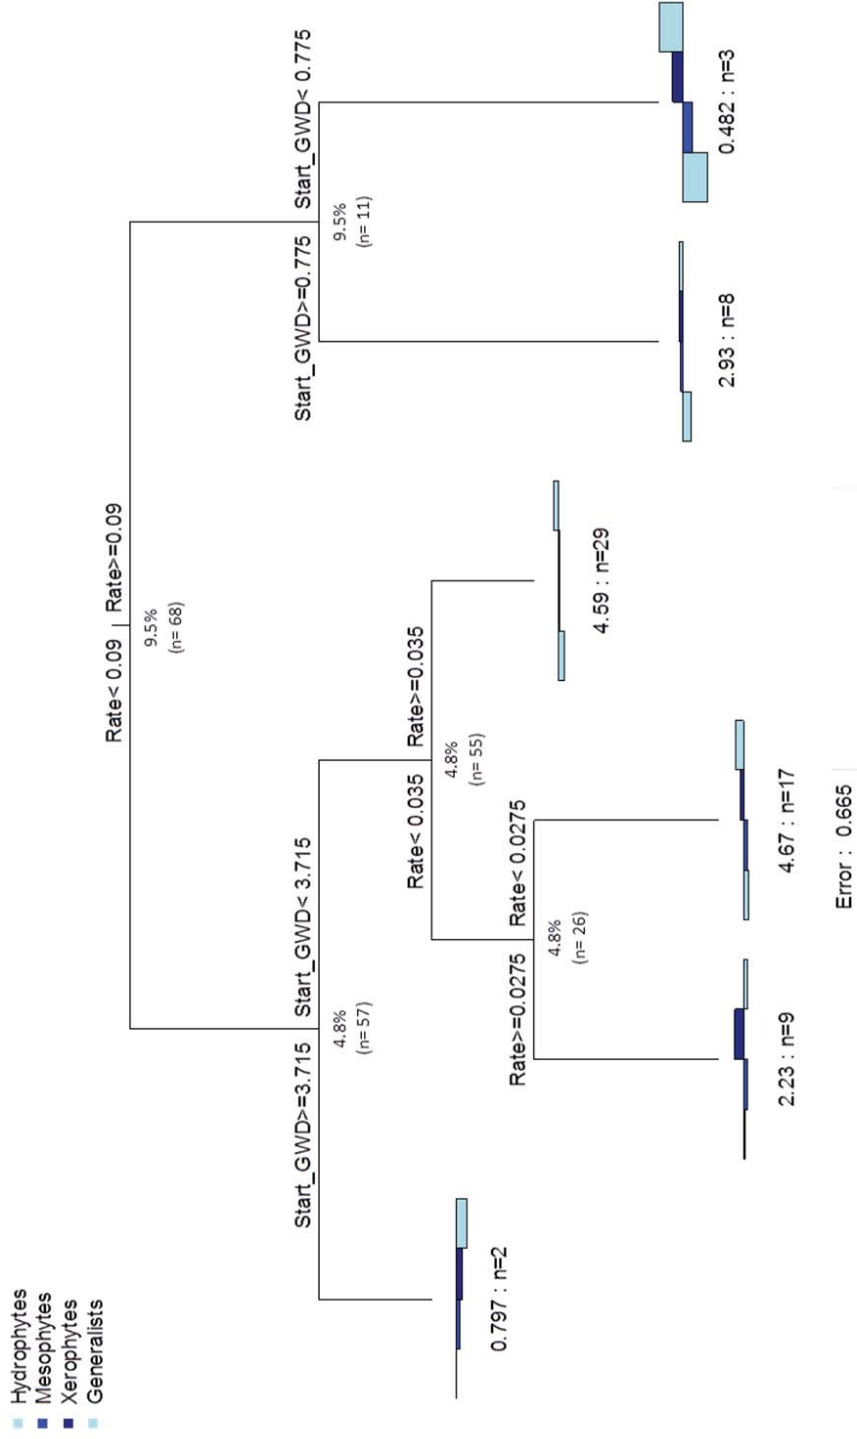 Hydrophytes
Mesophytes
Xerophytes
Generalists
Rate< 0.09 | Rate>=0.09
9.5%
(n= 68)
Start_GWD>=3.715 Start_GWD< 3.715
4.8%
(n= 57)
Start_GWD>=0.775 Start_GWD< 0.775
9.5%
(n= 11)
Rate< 0.035 Rate>=0.035
4.8%
(n= 55)
Rate>=0.0275 Rate< 0.0275
4.8%
(n= 26)
0.797 : n=2
2.23 : n=9
4.67 : n=17
4.59 : n=29
2.93 : n=8
0.482 : n=3
Error : 0.665